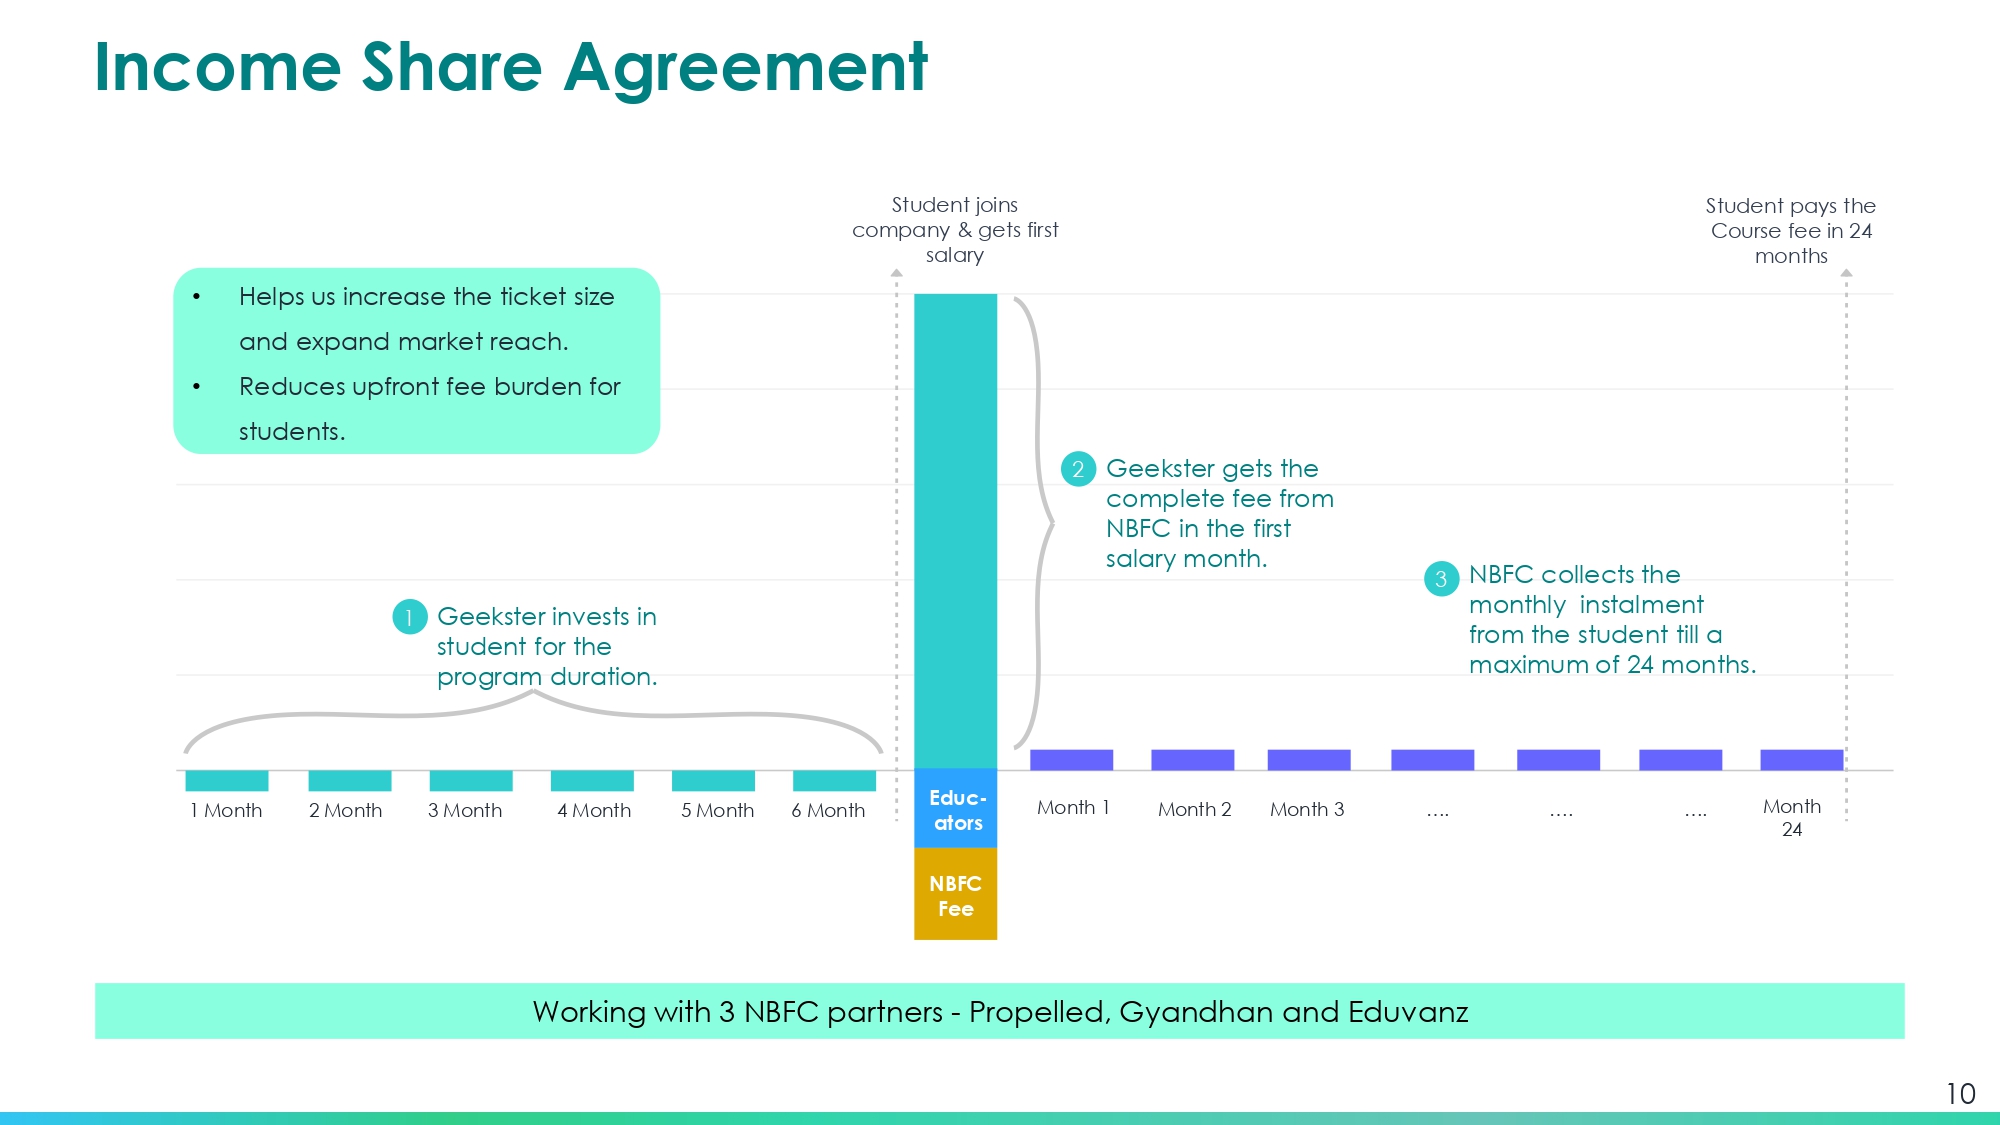 Income Share Agreement
Student joins
company & gets first
salary
Student pays the
Course fee in 24
months
• Helps us increase the ticket size
and expand market reach.
• Reduces upfront fee burden for
students.
2 Geekster gets the
complete fee from
NBFC in the first
salary month.
3 NBFC collects the
monthly  instalment
from the student till a
maximum of 24 months.
1 Geekster invests in
student for the
program duration.
1 Month
2 Month
3 Month
4 Month
5 Month
6 Month
Educ-
ators
NBFC
Fee
Month 1
Month 2
Month 3
....
....
....
Month
24
Working with 3 NBFC partners - Propelled, Gyandhan and Eduvanz
10